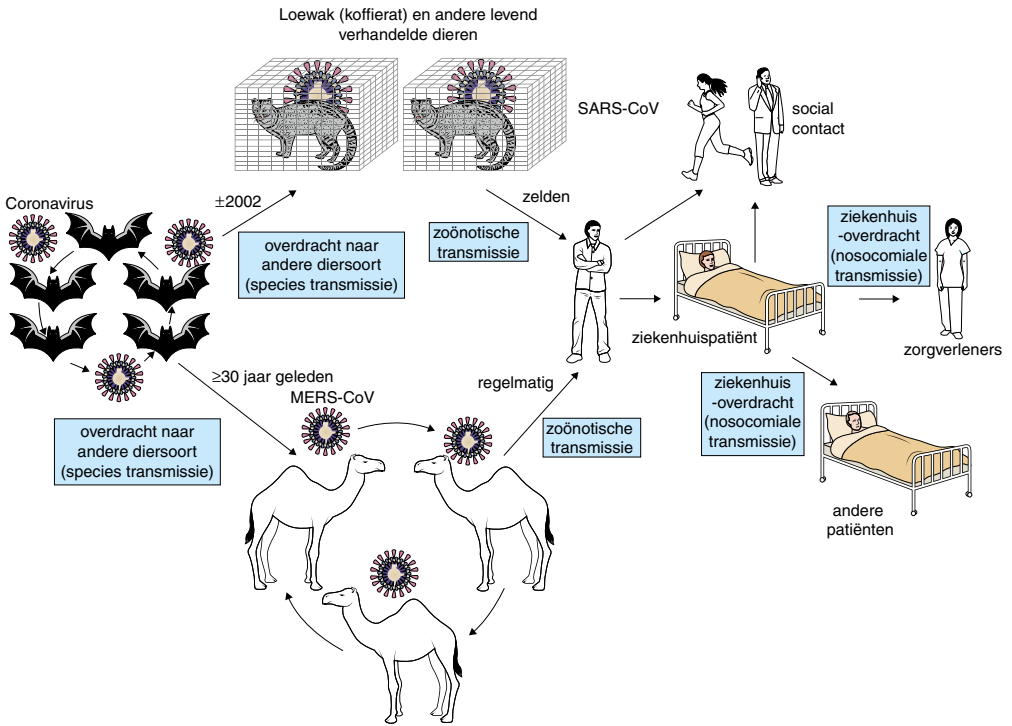 Loewak (koffierat) en andere levend
verhandelde dieren
SARS-CoV
social
contact
Coronavirus
±2002
zelden
overdracht naar
andere diersoort
(species transmissie)
zoönotische
transmissie
ziekenhuis
-overdracht
(nosocomiale
transmissie)
ziekenhuispatiënt
zorgverleners
≥30 jaar geleden
MERS-CoV
regelmatig
ziekenhuis
-overdracht
(nosocomiale
transmissie)
overdracht naar
andere diersoort
(species transmissie)
zoönotische
transmissie
andere
patiënten